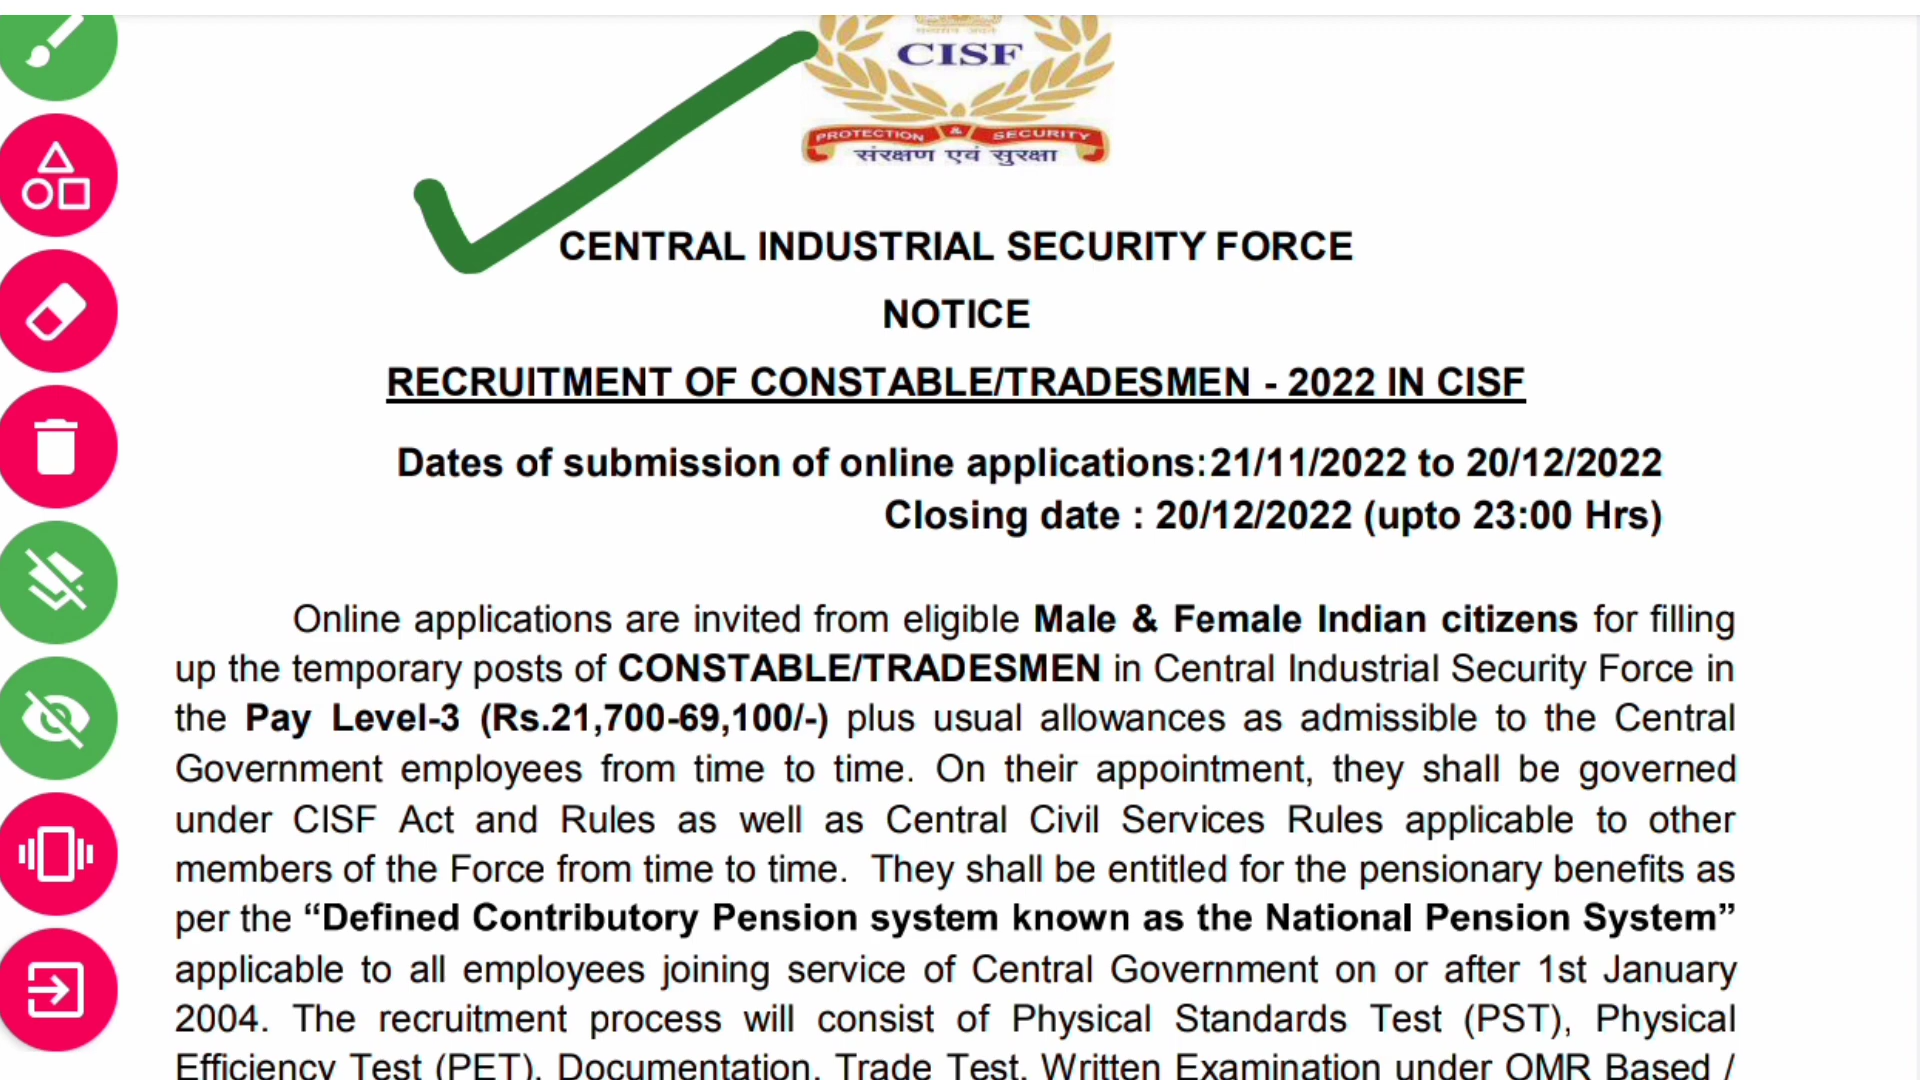 CISF
PROTECTION & SECURITY
संरक्षण एवं सुरक्षा
CENTRAL INDUSTRIAL SECURITY FORCE
NOTICE
RECRUITMENT OF CONSTABLE/TRADESMEN - 2022 IN CISF
Dates of submission of online applications:21/11/2022 to 20/12/2022
Closing date : 20/12/2022 (upto 23:00 Hrs)
Online applications are invited from eligible Male & Female Indian citizens for filling
up the temporary posts of CONSTABLE/TRADESMEN in Central Industrial Security Force in
the Pay Level-3 (Rs.21,700-69,100/-) plus usual allowances as admissible to the Central
Government employees from time to time. On their appointment, they shall be governed
under CISF Act and Rules as well as Central Civil Services Rules applicable to other
members of the Force from time to time. They shall be entitled for the pensionary benefits as
per the “Defined Contributory Pension system known as the National Pension System”
applicable to all employees joining service of Central Government on or after 1st January
2004. The recruitment process will consist of Physical Standards Test (PST), Physical
Efficiency Test (PET), Documentation, Trade Test, Written Examination under OMR Based /